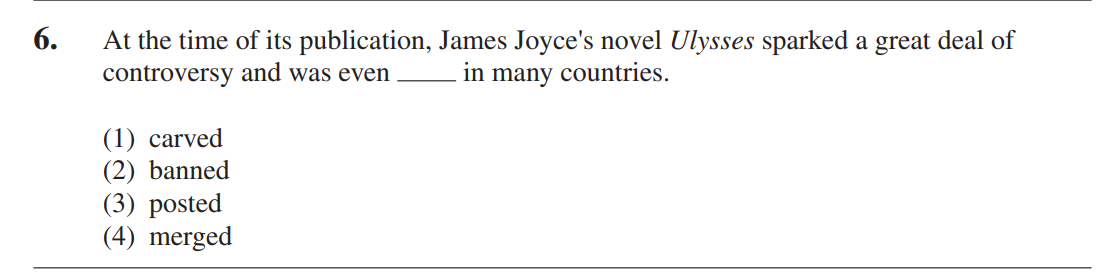 6. At the time of its publication, James Joyce's novel Ulysses sparked a great deal of
controversy and was even _____ in many countries.
(1) carved
(2) banned
(3) posted
(4) merged